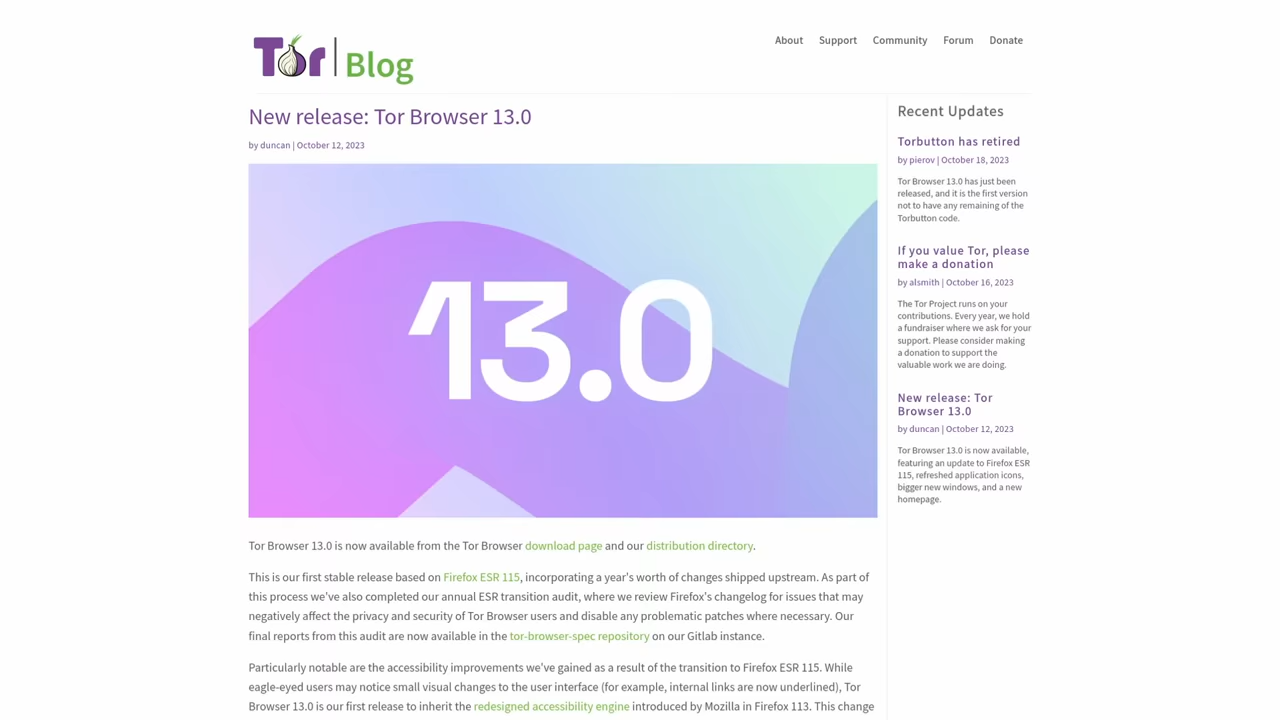 Tor | Blog
About Support Community Forum Donate
New release: Tor Browser 13.0
by duncan | October 12, 2023
13.0
Tor Browser 13.0 is now available from the Tor Browser download page and our distribution directory.
This is our first stable release based on Firefox ESR 115, incorporating a year's worth of changes shipped upstream. As part of
this process we've also completed our annual ESR transition audit, where we review Firefox's changelog for issues that may
negatively affect the privacy and security of Tor Browser users and disable any problematic patches where necessary. Our
final reports from this audit are now available in the tor-browser-spec repository on our Gitlab instance.
Particularly notable are the accessibility improvements we've gained as a result of the transition to Firefox ESR 115. While
eagle-eyed users may notice small visual changes to the user interface (for example, internal links are now underlined), Tor
Browser 13.0 is our first release to inherit the redesigned accessibility engine introduced by Mozilla in Firefox 113. This change
Recent Updates
Torbutton has retired
by pierov | October 18, 2023
Tor Browser 13.0 has just been
released, and it is the first version
not to have any remaining of the
Torbutton code.
If you value Tor, please
make a donation
by alsmith | October 16, 2023
The Tor Project runs on your
contributions. Every year, we hold
a fundraiser where we ask for your
support. Please consider making
a donation to support the
valuable work we are doing.
New release: Tor
Browser 13.0
by duncan | October 12, 2023
Tor Browser 13.0 is now available,
featuring an update to Firefox ESR
115, refreshed application icons,
bigger new windows, and a new
homepage.